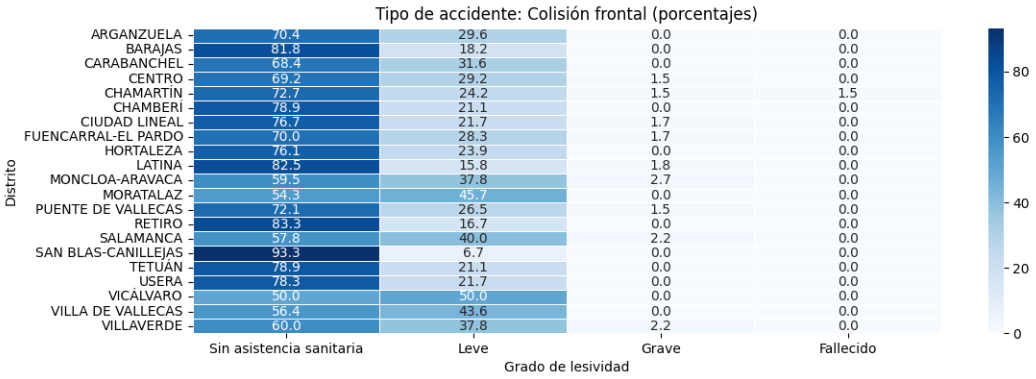 Tipo de accidente: Colisión frontal (porcentajes)
Distrito
ARGANZUELA 70.4 29.6 0.0 0.0
BARAJAS 81.8 18.2 0.0 0.0
CARABANCHEL 68.4 31.6 0.0 0.0
CENTRO 69.2 29.2 1.5 0.0
CHAMARTÍN 72.7 24.2 1.5 1.5
CHAMBERÍ 78.9 21.1 0.0 0.0
CIUDAD LINEAL 76.7 21.7 1.7 0.0
FUENCARRAL-EL PARDO 70.0 28.3 1.7 0.0
HORTALEZA 76.1 23.9 0.0 0.0
LATINA 82.5 15.8 1.8 0.0
MONCLOA-ARAVACA 59.5 37.8 2.7 0.0
MORATALAZ 54.3 45.7 0.0 0.0
PUENTE DE VALLECAS 72.1 26.5 1.5 0.0
RETIRO 83.3 16.7 0.0 0.0
SALAMANCA 57.8 40.0 2.2 0.0
SAN BLAS-CANILLEJAS 93.3 6.7 0.0 0.0
TETUÁN 78.9 21.1 0.0 0.0
USERA 78.3 21.7 0.0 0.0
VICÁLVARO 50.0 50.0 0.0 0.0
VILLA DE VALLECAS 56.4 43.6 0.0 0.0
VILLAVERDE 60.0 37.8 2.2 0.0
Sin asistencia sanitaria Leve Grave Fallecido
Grado de lesividad
80
60
40
20
0